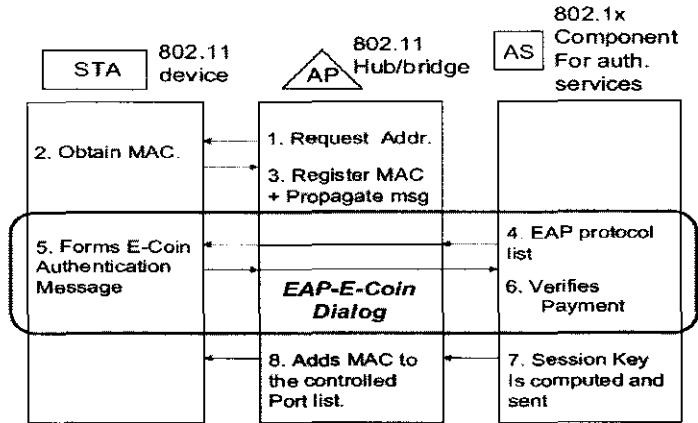 STA
802.11
device
AP
802.11
Hub/bridge
AS
802.1x
Component
For auth.
services
1. Request Addr.
2. Obtain MAC.
3. Register MAC
+ Propagate msg
4. EAP protocol
list
5. Forms E-Coin
Authentication
Message
EAP-E-Coin
Dialog
6. Verifies
Payment
7. Session Key
Is computed and
sent
8. Adds MAC to
the controlled
Port list.